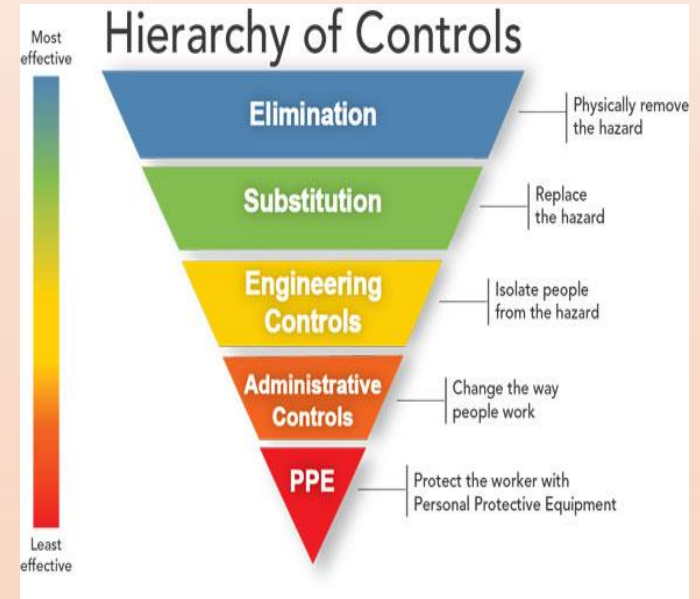 Hierarchy of Controls
Most
effective
Elimination
Physically remove
the hazard
Substitution
Replace
the hazard
Engineering
Controls
Isolate people
from the hazard
Administrative
Controls
Change the way
people work
PPE
Protect the worker with
Personal Protective Equipment
Least
effective